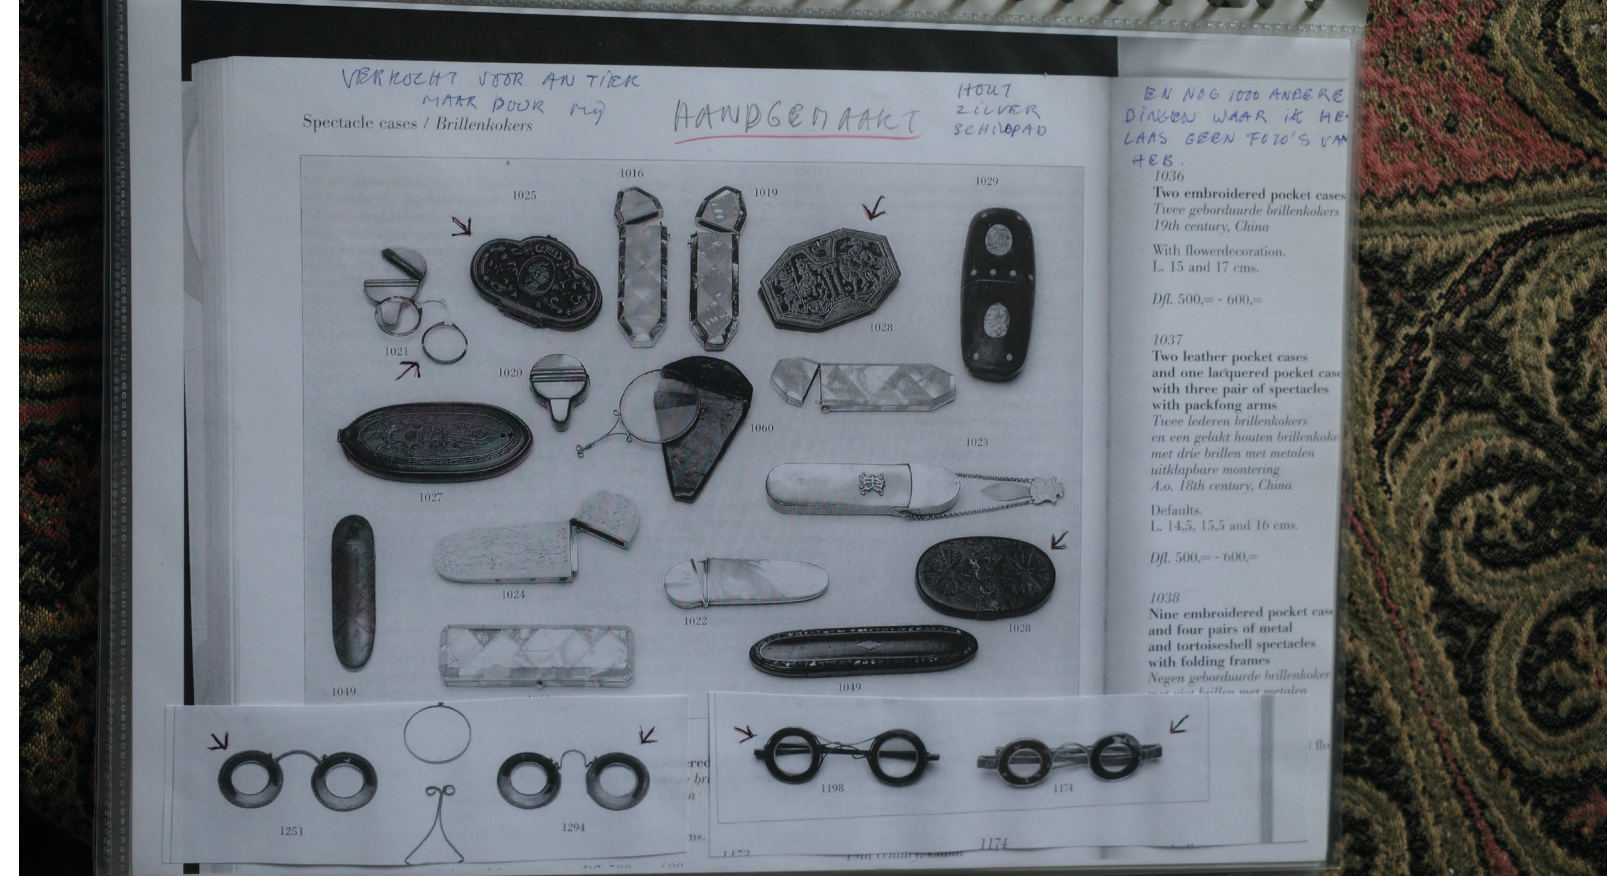 VERKOCHT VOOR ANTIEK
MAAR DOOR MIJ
HANDGEMAAKT
HOUT
ZILVER
SCHILDPAD
EN NOG 1000 ANDERE
DINGEN WAAR IK HE-
LAAS GEEN FOTO'S VAN
HEB.
Spectacle cases / Brillenkokers
1016
1025
1019
1029
1028
1021
1020
1060
1023
1027
1024
1022
1028
1049
1049
1251
1294
1198
1174
1174
1036
Two embroidered pocket cases
Twee geborduurde brillenkokers
19th century, China
With flowerdecoration.
L. 15 and 17 cms.
Dfl. 500,= - 600,=
1037
Two leather pocket cases
and one lacquered pocket case
with three pair of spectacles
with packfong arms
Twee lederen brillenkokers
en een gelakt houten brillenkoke
met drie brillen met metalen
uitklapbare montering
A.o. 18th century, China
Defaults.
L. 14,5, 15,5 and 16 cms.
Dfl. 500,= - 600,=
1038
Nine embroidered pocket case
and four pairs of metal
and tortoiseshell spectacles
with folding frames
Negen geborduurde brillenkoker
19th century, China